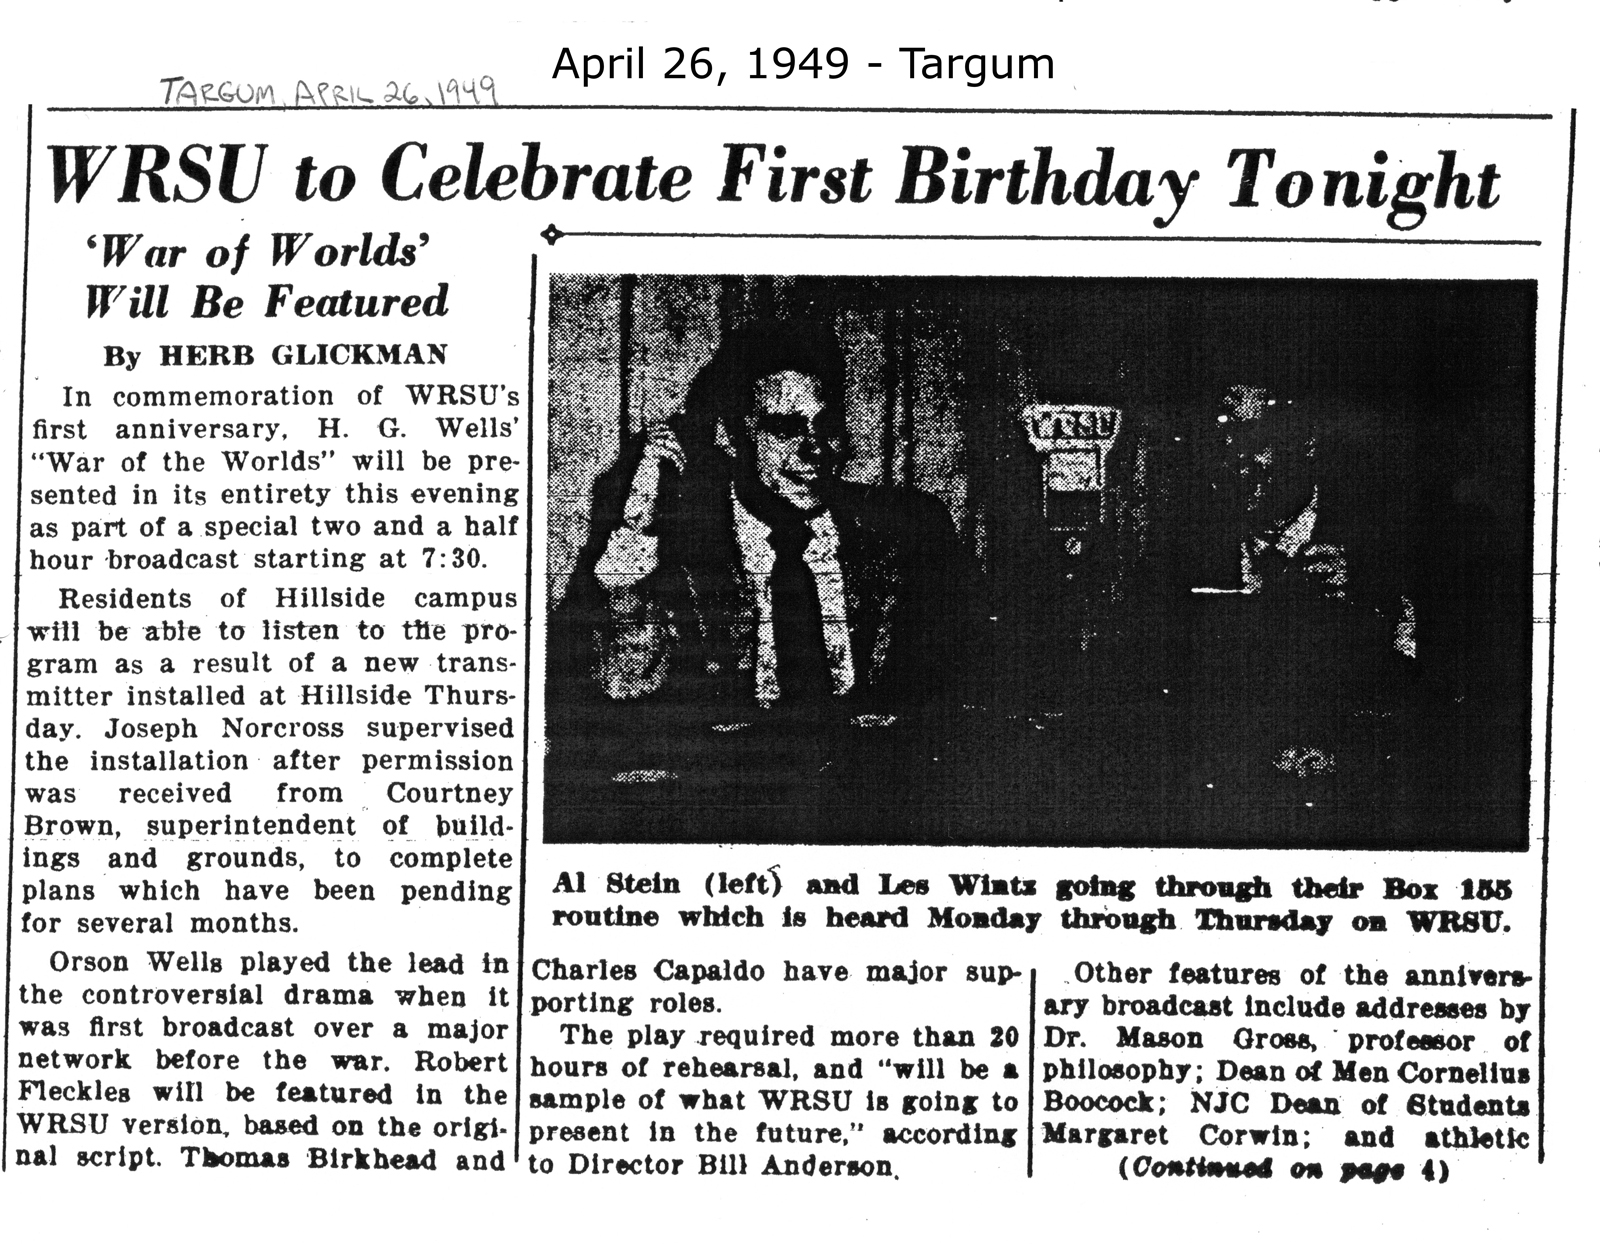 April 26, 1949 - Targum
TARGUM, APRIL 26, 1949
WRSU to Celebrate First Birthday Tonight
‘War of Worlds’
Will Be Featured
By HERB GLICKMAN
In commemoration of WRSU's
first anniversary, H. G. Wells'
"War of the Worlds" will be pre-
sented in its entirety this evening
as part of a special two and a half
hour broadcast starting at 7:30.
Residents of Hillside campus
will be able to listen to the pro-
gram as a result of a new trans-
mitter installed at Hillside Thurs-
day. Joseph Norcross supervised
the installation after permission
was received from Courtney
Brown, superintendent of build-
ings and grounds, to complete
plans which have been pending
for several months.
Orson Wells played the lead in
the controversial drama when it
was first broadcast over a major
network before the war. Robert
Fleckles will be featured in the
WRSU version, based on the origi-
nal script. Thomas Birkhead and
WRSU
Al Stein (left) and Les Wintz going through their Box 155
routine which is heard Monday through Thursday on WRSU.
Charles Capaldo have major sup-
porting roles.
The play required more than 20
hours of rehearsal, and "will be a
sample of what WRSU is going to
present in the future," according
to Director Bill Anderson.
Other features of the annivers-
ary broadcast include addresses by
Dr. Mason Gross, professor of
philosophy; Dean of Men Cornelius
Boocock; NJC Dean of Students
Margaret Corwin; and athletic
(Continued on page 4)